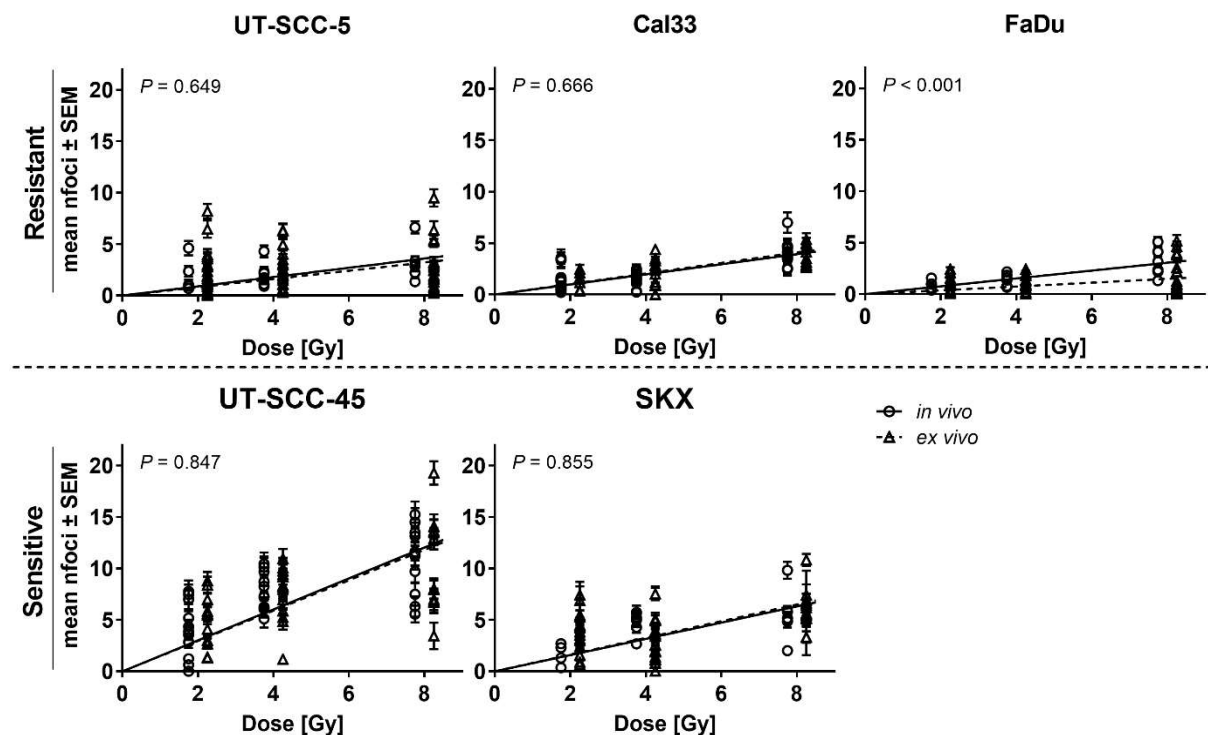 UT-SCC-5
Cal33
FaDu
Resistant
mean nfoci ± SEM
20
15
10
5
0
P = 0.649
0 2 4 6 8
Dose [Gy]
20
15
10
5
0
P = 0.666
0 2 4 6 8
Dose [Gy]
20
15
10
5
0
P < 0.001
0 2 4 6 8
Dose [Gy]
UT-SCC-45
SKX
Sensitive
mean nfoci ± SEM
20
15
10
5
0
P = 0.847
0 2 4 6 8
Dose [Gy]
20
15
10
5
0
P = 0.855
0 2 4 6 8
Dose [Gy]
in vivo
ex vivo